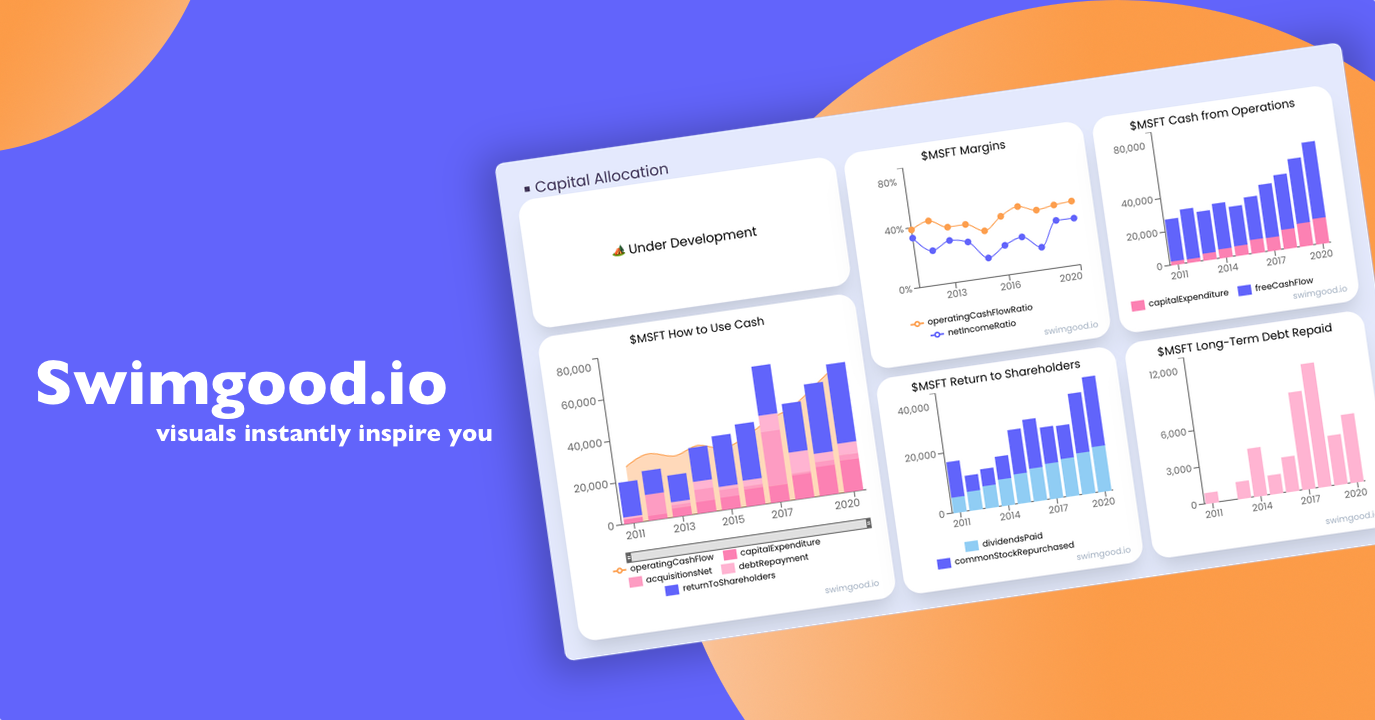 Swimgood.io
visuals instantly inspire you
▪ Capital Allocation
🏕 Under Development
$MSFT Margins
80%
40%
0%
2013 2016 2020
operatingCashFlowRatio
netIncomeRatio
swimgood.io
$MSFT Cash from Operations
80,000
40,000
20,000
0
2011 2014 2017 2020
capitalExpenditure freeCashFlow
swimgood.io
$MSFT How to Use Cash
80,000
60,000
40,000
20,000
0
2011 2013 2015 2017 2020
operatingCashFlow capitalExpenditure
acquisitionsNet debtRepayment
returnToShareholders
swimgood.io
$MSFT Return to Shareholders
40,000
20,000
0
2011 2014 2017 2020
dividendsPaid
commonStockRepurchased
swimgood.io
$MSFT Long-Term Debt Repaid
12,000
6,000
3,000
0
2011 2014 2017 2020
swimgood.i